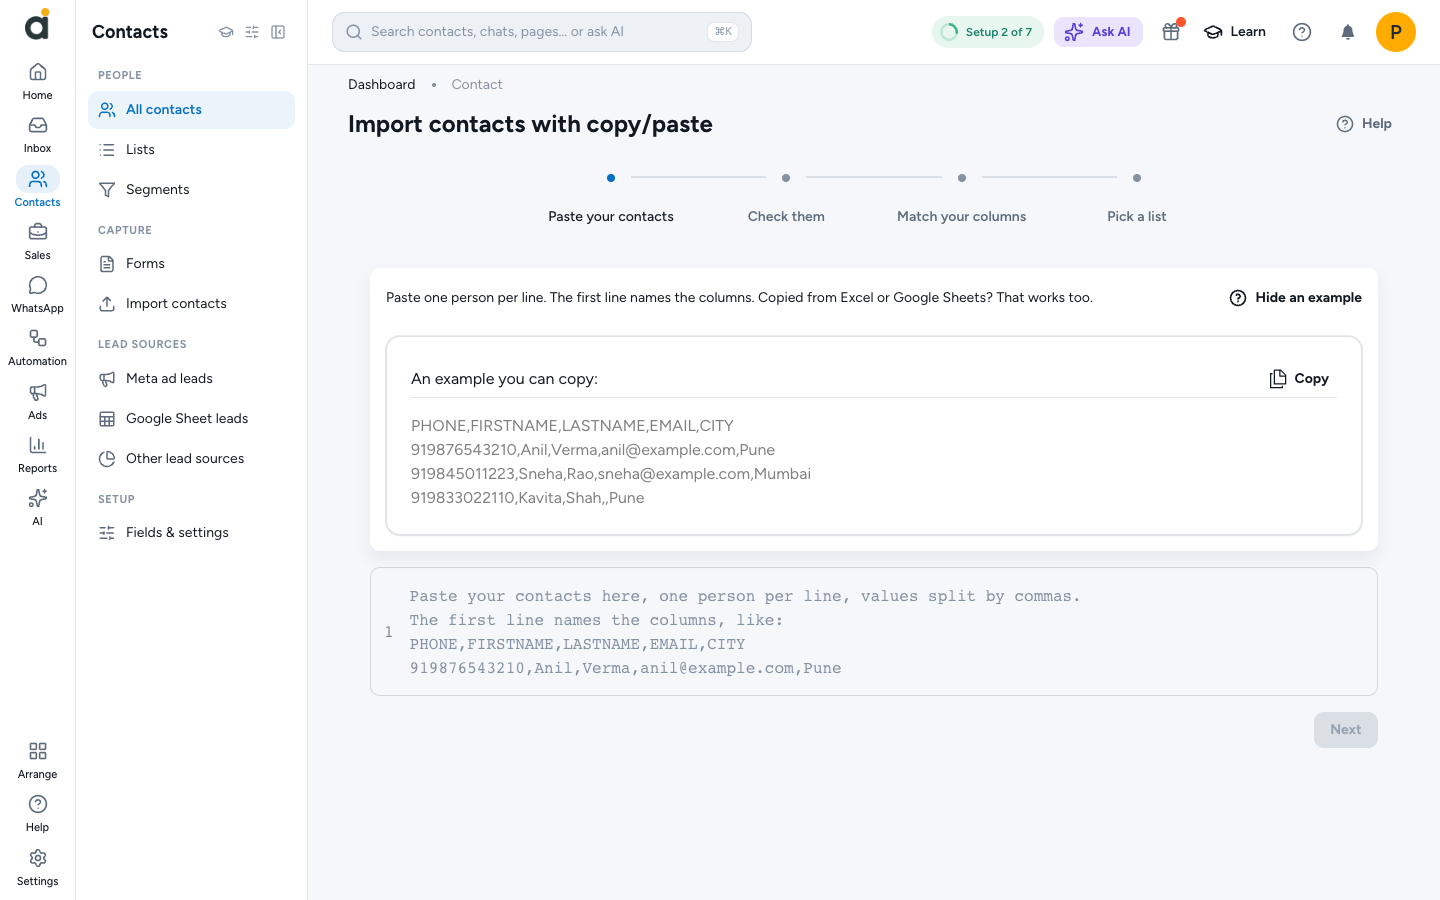 Contacts
Search contacts, chats, pages... or ask AI
⌘K
Setup 2 of 7
Ask AI
Learn
P
Home
Inbox
Contacts
Sales
WhatsApp
Automation
Ads
Reports
AI
Arrange
Help
Settings
PEOPLE
All contacts
Lists
Segments
CAPTURE
Forms
Import contacts
LEAD SOURCES
Meta ad leads
Google Sheet leads
Other lead sources
SETUP
Fields & settings
Dashboard • Contact
Import contacts with copy/paste
Help
Paste your contacts
Check them
Match your columns
Pick a list
Paste one person per line. The first line names the columns. Copied from Excel or Google Sheets? That works too.
Hide an example
An example you can copy:
Copy
PHONE,FIRSTNAME,LASTNAME,EMAIL,CITY
919876543210,Anil,Verma,anil@example.com,Pune
919845011223,Sneha,Rao,sneha@example.com,Mumbai
919833022110,Kavita,Shah,,Pune
1
Paste your contacts here, one person per line, values split by commas.
The first line names the columns, like:
PHONE,FIRSTNAME,LASTNAME,EMAIL,CITY
919876543210,Anil,Verma,anil@example.com,Pune
Next